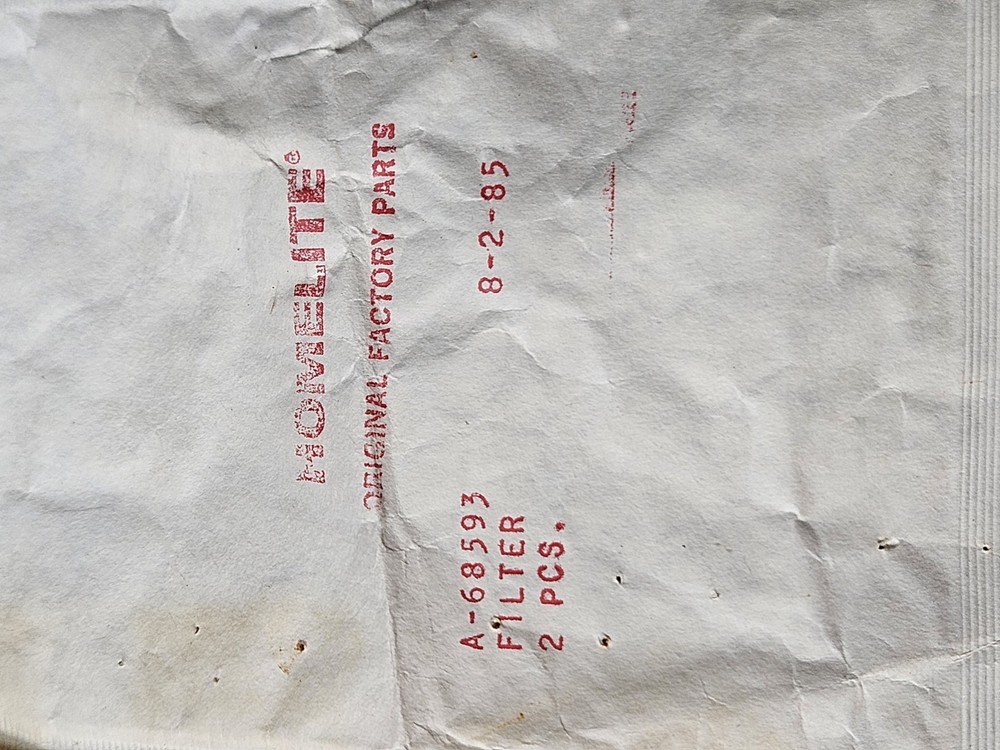 HOMELITE®
ORIGINAL FACTORY PARTS
A-68593
FILTER
2 PCS.
8-2-85